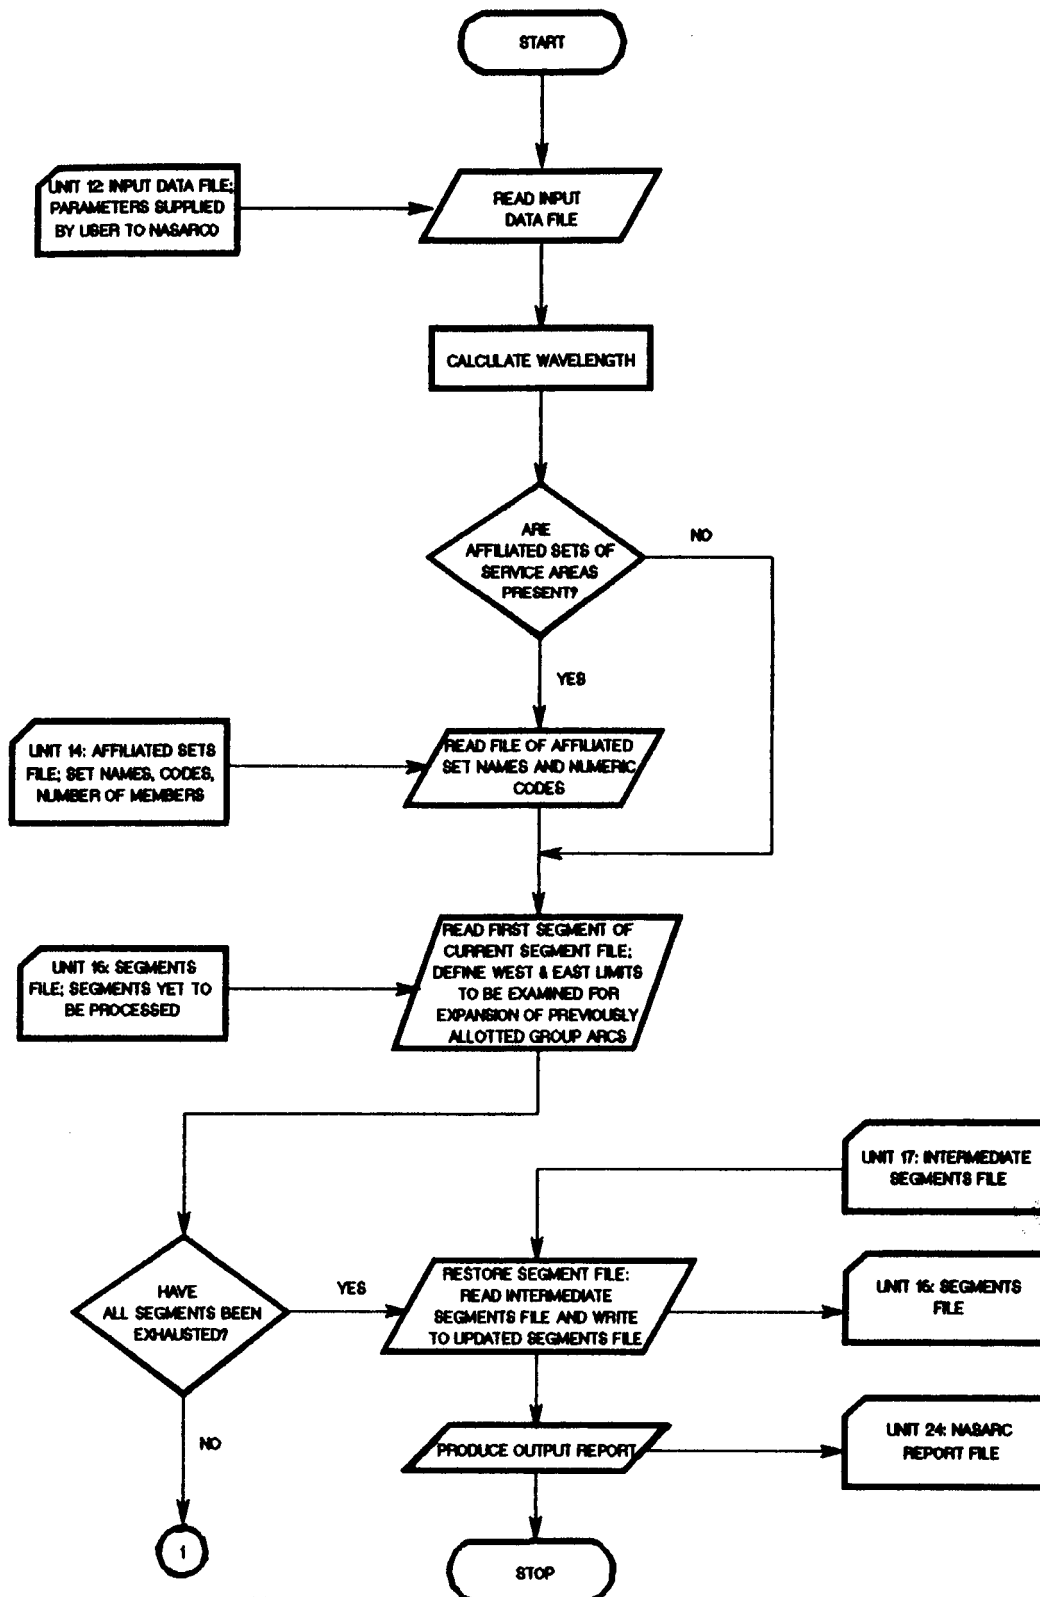 START
UNIT 12: INPUT DATA FILE;
PARAMETERS SUPPLIED
BY USER TO NASARC0
READ INPUT
DATA FILE
CALCULATE WAVELENGTH
ARE
AFFILIATED SETS OF
SERVICE AREAS
PRESENT?
NO
YES
UNIT 14: AFFILIATED SETS
FILE; SET NAMES, CODES,
NUMBER OF MEMBERS
READ FILE OF AFFILIATED
SET NAMES AND NUMERIC
CODES
UNIT 15: SEGMENTS
FILE; SEGMENTS YET TO
BE PROCESSED
READ FIRST SEGMENT OF
CURRENT SEGMENT FILE;
DEFINE WEST & EAST LIMITS
TO BE EXAMINED FOR
EXPANSION OF PREVIOUSLY
ALLOTTED GROUP ARCS
UNIT 17: INTERMEDIATE
SEGMENTS FILE
HAVE
ALL SEGMENTS BEEN
EXHAUSTED?
YES
RESTORE SEGMENT FILE:
READ INTERMEDIATE
SEGMENTS FILE AND WRITE
TO UPDATED SEGMENTS FILE
UNIT 15: SEGMENTS
FILE
NO
PRODUCE OUTPUT REPORT
UNIT 24: NASARC
REPORT FILE
1
STOP